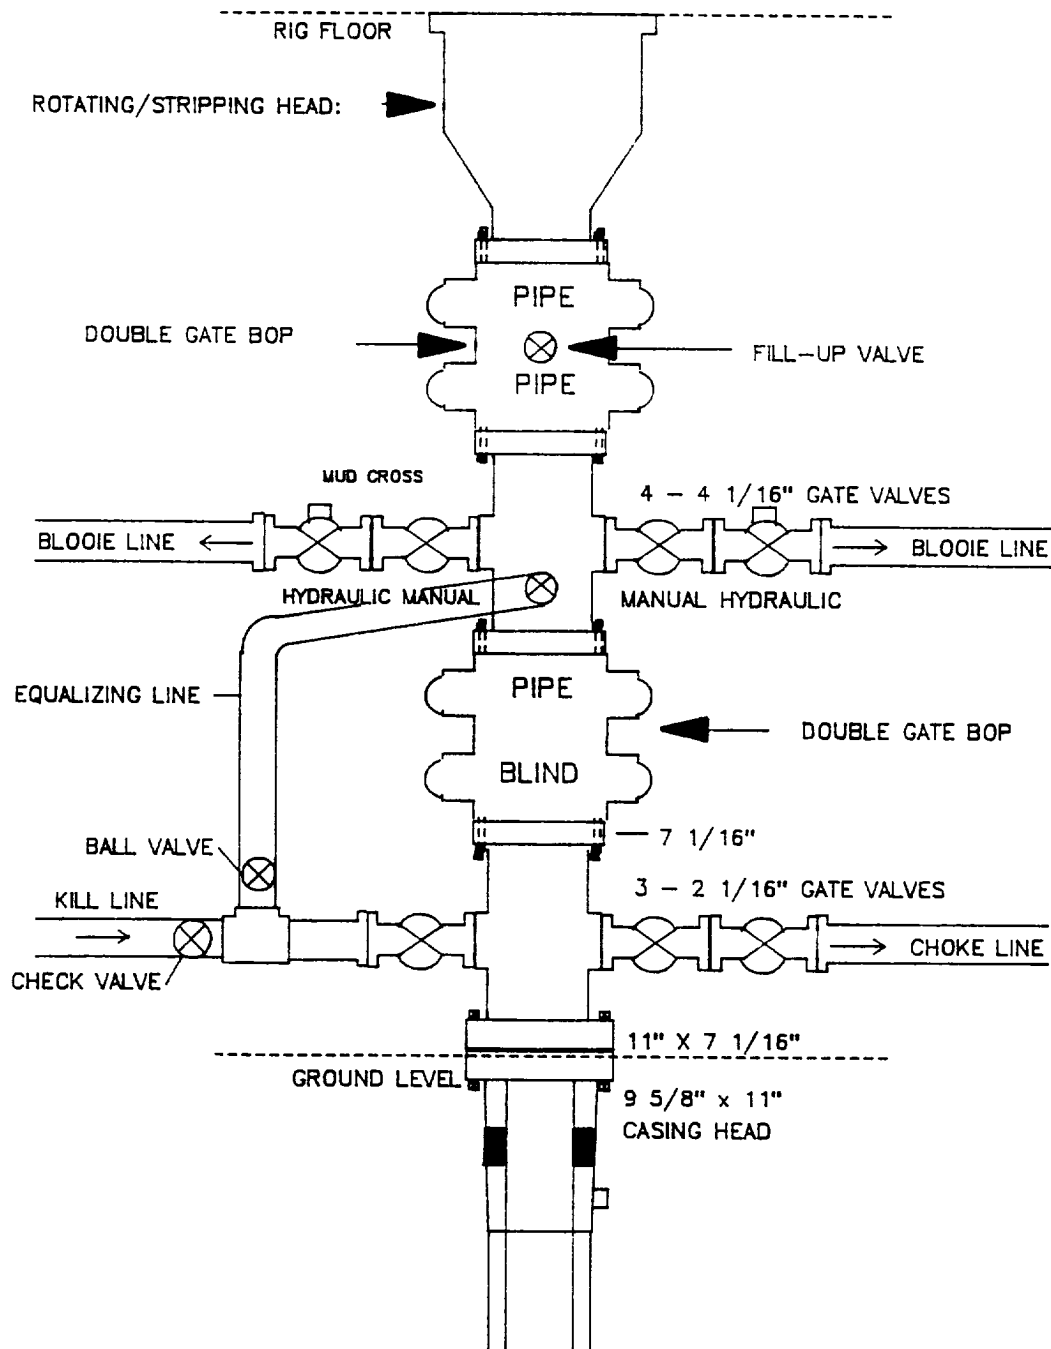 RIG FLOOR
ROTATING/STRIPPING HEAD:
PIPE
DOUBLE GATE BOP
FILL-UP VALVE
PIPE
MUD CROSS
4 - 4 1/16" GATE VALVES
BLOOIE LINE
BLOOIE LINE
HYDRAULIC MANUAL
MANUAL HYDRAULIC
EQUALIZING LINE
PIPE
DOUBLE GATE BOP
BLIND
7 1/16"
BALL VALVE
KILL LINE
3 - 2 1/16" GATE VALVES
CHOKE LINE
CHECK VALVE
11" X 7 1/16"
GROUND LEVEL
9 5/8" x 11"
CASING HEAD